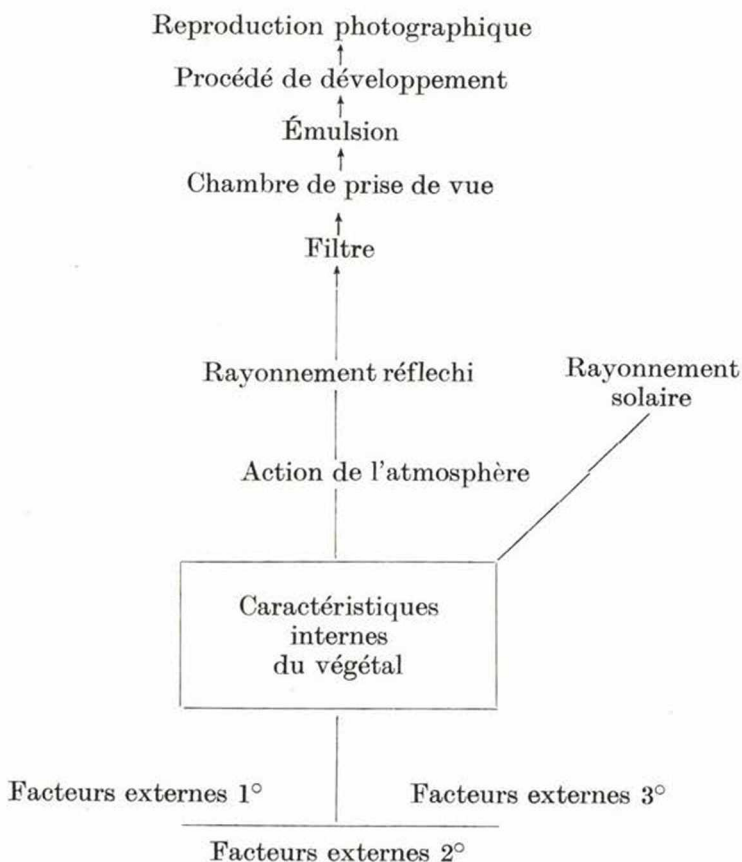 Reproduction photographique
Procédé de développement
Émulsion
Chambre de prise de vue
Filtre
Rayonnement réflechi
Rayonnement
solaire
Action de l'atmosphère
Caractéristiques
internes
du végétal
Facteurs externes 1°
Facteurs externes 3°
Facteurs externes 2°